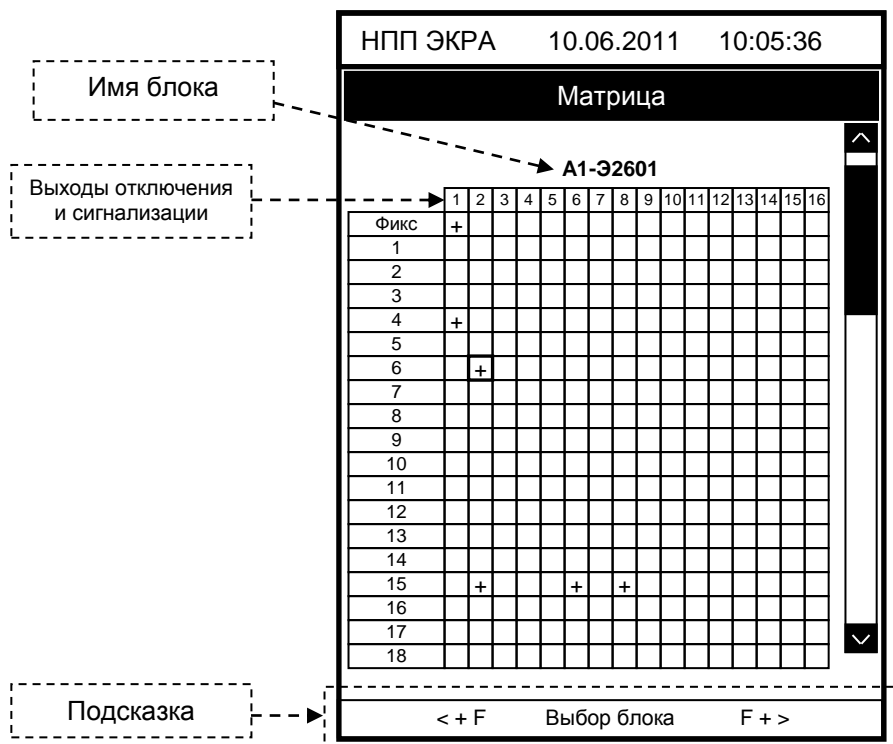 НПП ЭКРА 10.06.2011 10:05:36
Имя блока
Матрица
А1-Э2601
Выходы отключения
и сигнализации
1 2 3 4 5 6 7 8 9 10 11 12 13 14 15 16
Фикс +
1
2
3
4 +
5
6 +
7
8
9
10
11
12
13
14
15 + + +
16
17
18
Подсказка
< + F Выбор блока F + >